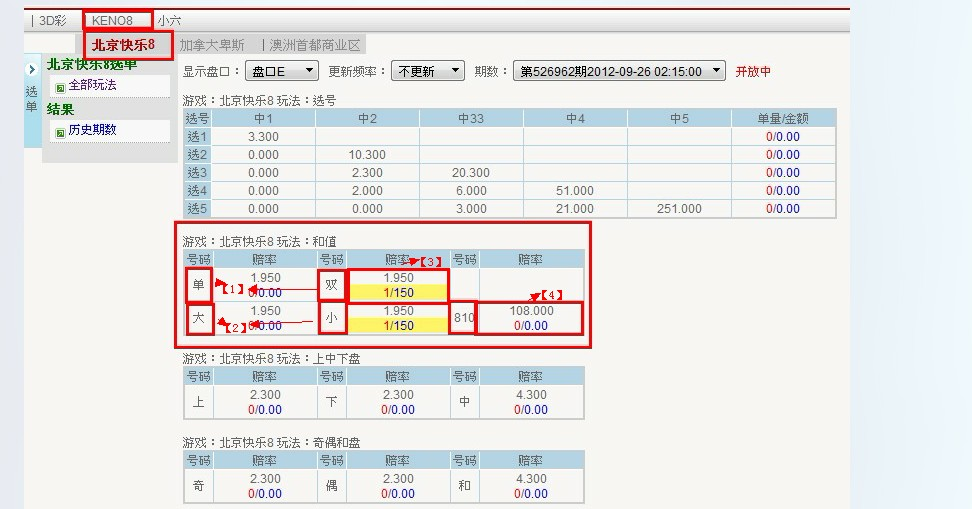 | 3D彩 | KENO8 | 小六
北京快乐8 加拿大卑斯 | 澳洲首都商业区
北京快乐8选单
选单
全部玩法
结果
历史期数
显示盘口： 盘口E 更新频率： 不更新 期数： 第526962期2012-09-26 02:15:00 开放中
游戏：北京快乐8 玩法：选号
选号 中1 中2 中33 中4 中5 单量/金额
选1 3.300 0/0.00
选2 0.000 10.300 0/0.00
选3 0.000 2.300 20.300 0/0.00
选4 0.000 2.000 6.000 51.000 0/0.00
选5 0.000 0.000 3.000 21.000 251.000 0/0.00
游戏：北京快乐8 玩法：和值
号码 赔率 号码 赔率 【3】 号码 赔率
单 1.950 双 1.950
【1】 0/0.00 1/150
【4】
大 1.950 小 1.950 810 108.000
【2】 0/0.00 1/150 0/0.00
游戏：北京快乐8 玩法：上中下盘
号码 赔率 号码 赔率 号码 赔率
上 2.300 下 2.300 中 4.300
0/0.00 0/0.00 0/0.00
游戏：北京快乐8 玩法：奇偶和盘
号码 赔率 号码 赔率 号码 赔率
奇 2.300 偶 2.300 和 4.300
0/0.00 0/0.00 0/0.00